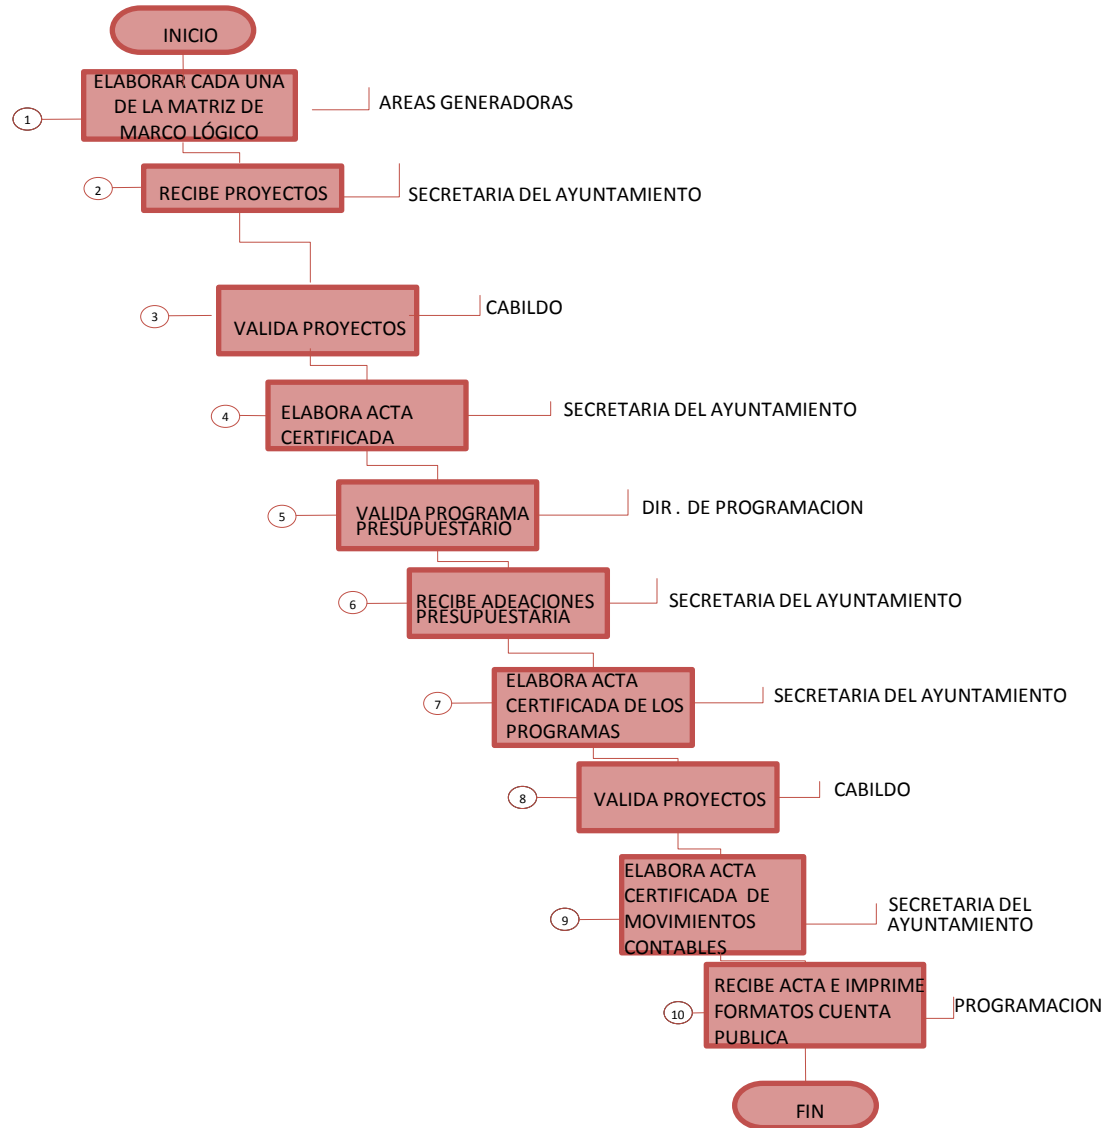 INICIO
ELABORAR CADA UNA
DE LA MATRIZ DE
MARCO LÓGICO
1
AREAS GENERADORAS
2
RECIBE PROYECTOS
SECRETARIA DEL AYUNTAMIENTO
3
VALIDA PROYECTOS
CABILDO
4
ELABORA ACTA
CERTIFICADA
SECRETARIA DEL AYUNTAMIENTO
5
VALIDA PROGRAMA
PRESUPUESTARIO
DIR . DE PROGRAMACION
6
RECIBE ADEACIONES
PRESUPUESTARIA
SECRETARIA DEL AYUNTAMIENTO
7
ELABORA ACTA
CERTIFICADA DE LOS
PROGRAMAS
SECRETARIA DEL AYUNTAMIENTO
8
VALIDA PROYECTOS
CABILDO
9
ELABORA ACTA
CERTIFICADA DE
MOVIMIENTOS
CONTABLES
SECRETARIA DEL
AYUNTAMIENTO
10
RECIBE ACTA E IMPRIME
FORMATOS CUENTA
PUBLICA
PROGRAMACION
FIN